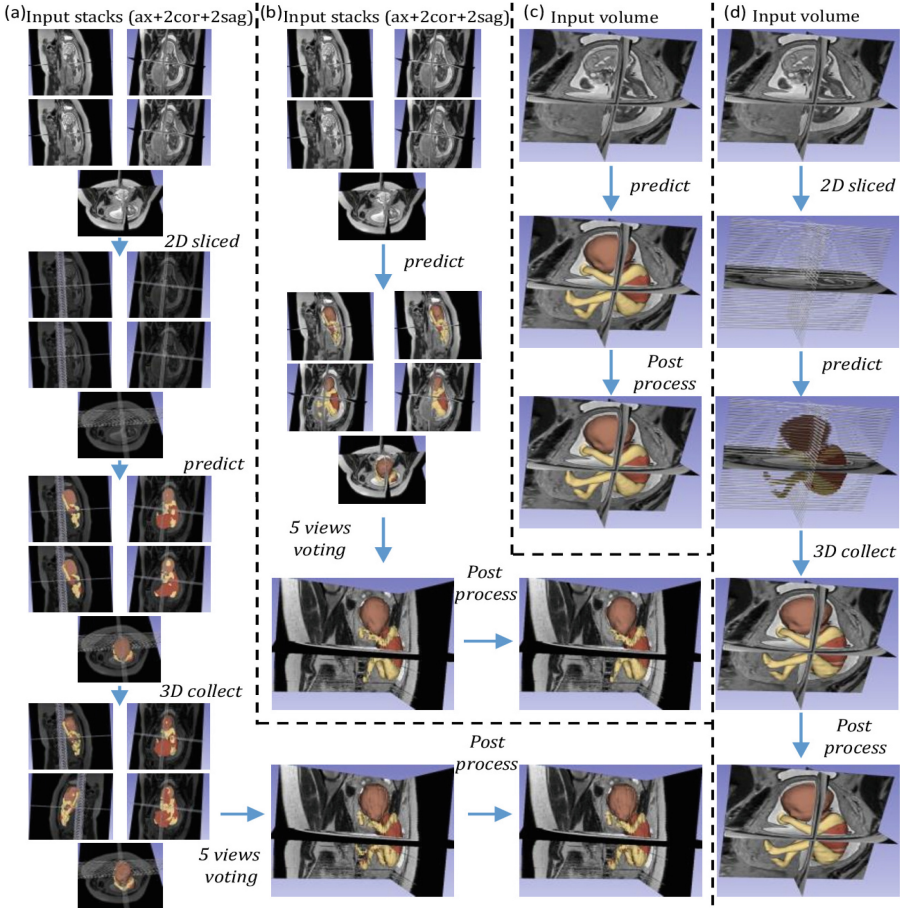 (a)
Input stacks (ax+2cor+2sag)
2D sliced
predict
3D collect
5 views
voting
Post
process
(b)
Input stacks (ax+2cor+2sag)
predict
5 views
voting
Post
process
(c)
Input volume
predict
Post
process
(d)
Input volume
2D sliced
predict
3D collect
Post
process